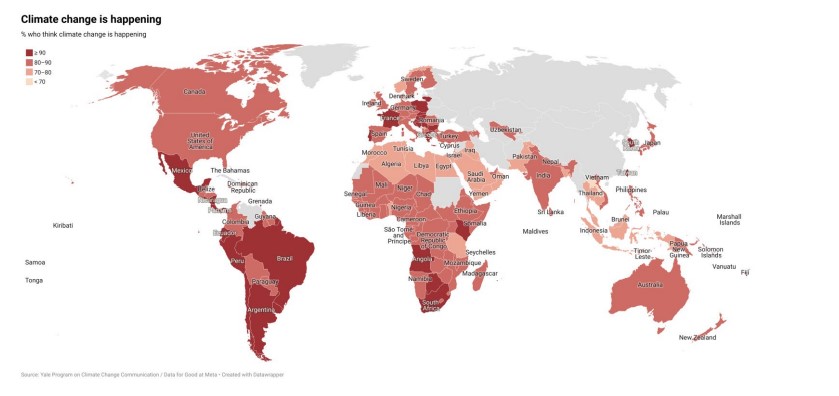 Climate change is happening
% who think climate change is happening
≥ 90
80–90
70–80
< 70
Sweden
Canada
Denmark
Ireland
Germany
France
Romania
United
States of
America
Spain
Turkey
Uzbekistan
Japan
Cyprus
Tunisia
Morocco
Israel
Iraq
Pakistan
Nepal
Algeria
Libya
Egypt
Mexico
The Bahamas
Saudi
Arabia
Oman
India
Taiwan
Vietnam
Belize
Dominican
Republic
Mali
Niger
Chad
Yemen
Thailand
Philippines
Senegal
Grenada
Guinea
Nigeria
Ethiopia
Sri Lanka
Palau
Marshall
Islands
Guyana
Liberia
Cameroon
Somalia
Brunei
Colombia
Kiribati
São Tome
and
Principe
Democratic
Republic
of Congo
Maldives
Indonesia
Ecuador
Papua
New
Guinea
Solomon
Islands
Seychelles
Timor-
Leste
Samoa
Peru
Brazil
Angola
Mozambique
Vanuatu
Madagascar
Fiji
Tonga
Paraguay
Namibia
Australia
South
Africa
Argentina
New Zealand
Source: Yale Program on Climate Change Communication / Data for Good at Meta • Created with Datawrapper